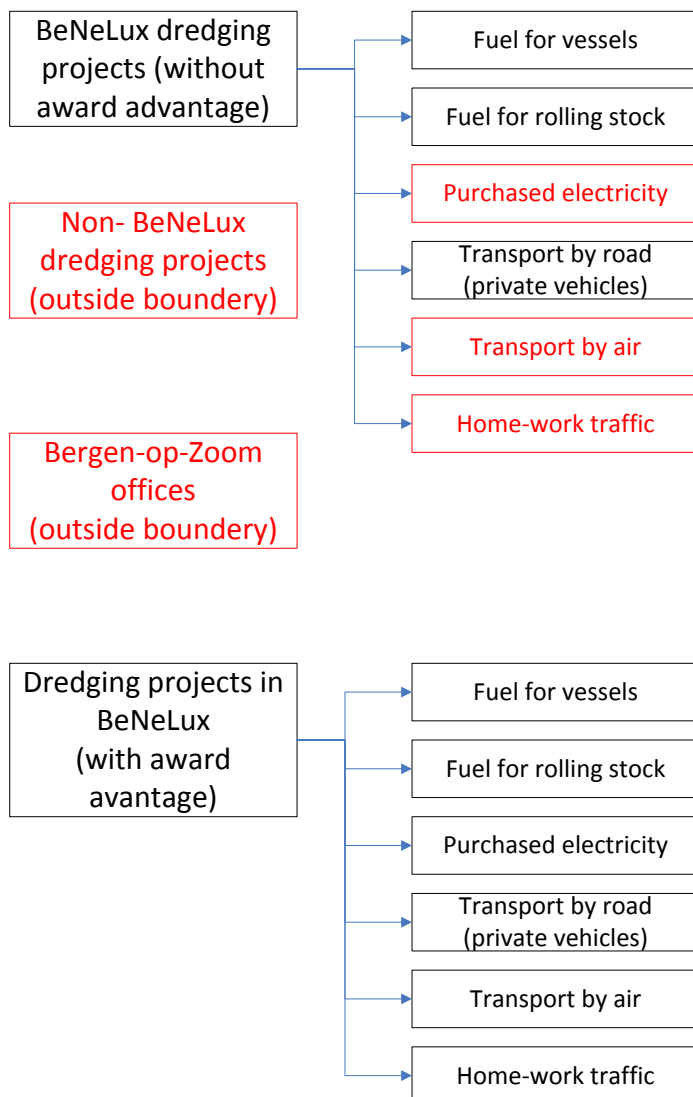 BeNeLux dredging
projects (without
award advantage)
Fuel for vessels
Fuel for rolling stock
Purchased electricity
Transport by road
(private vehicles)
Transport by air
Home-work traffic
Non- BeNeLux
dredging projects
(outside boundery)
Bergen-op-Zoom
offices
(outside boundery)
Dredging projects in
BeNeLux
(with award
avantage)
Fuel for vessels
Fuel for rolling stock
Purchased electricity
Transport by road
(private vehicles)
Transport by air
Home-work traffic